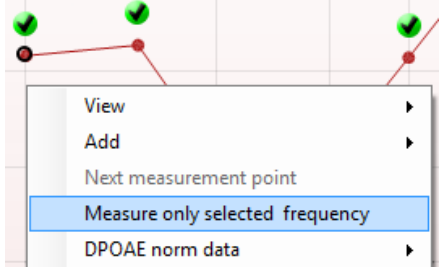 View
Add
Next measurement point
Measure only selected frequency
DPOAE norm data